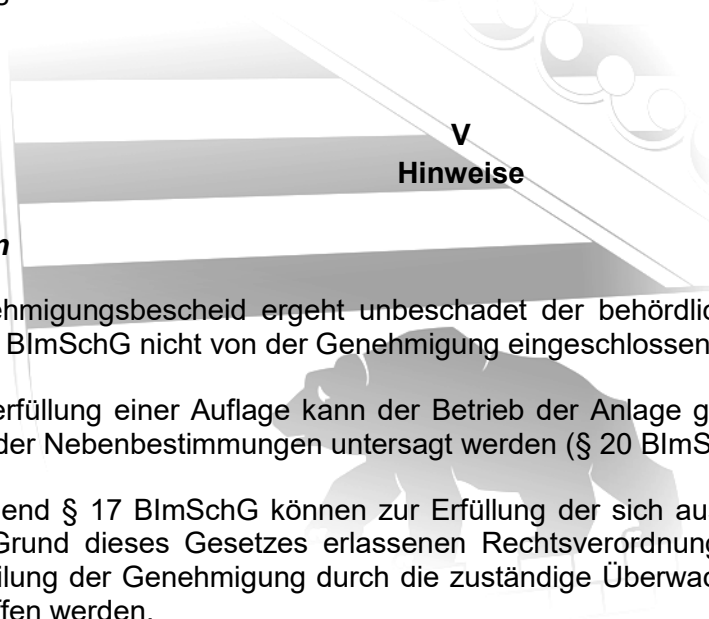 V
Hinweise
ehmigungsbescheid ergeht unbeschadet der behördlic
BImSchG nicht von der Genehmigung eingeschlossen
erfüllung einer Auflage kann der Betrieb der Anlage g
der Nebenbestimmungen untersagt werden (§ 20 BImS
end § 17 BImSchG können zur Erfüllung der sich au
Grund dieses Gesetzes erlassenen Rechtsverordnung
ilung der Genehmigung durch die zuständige Überwac
ffen werden.